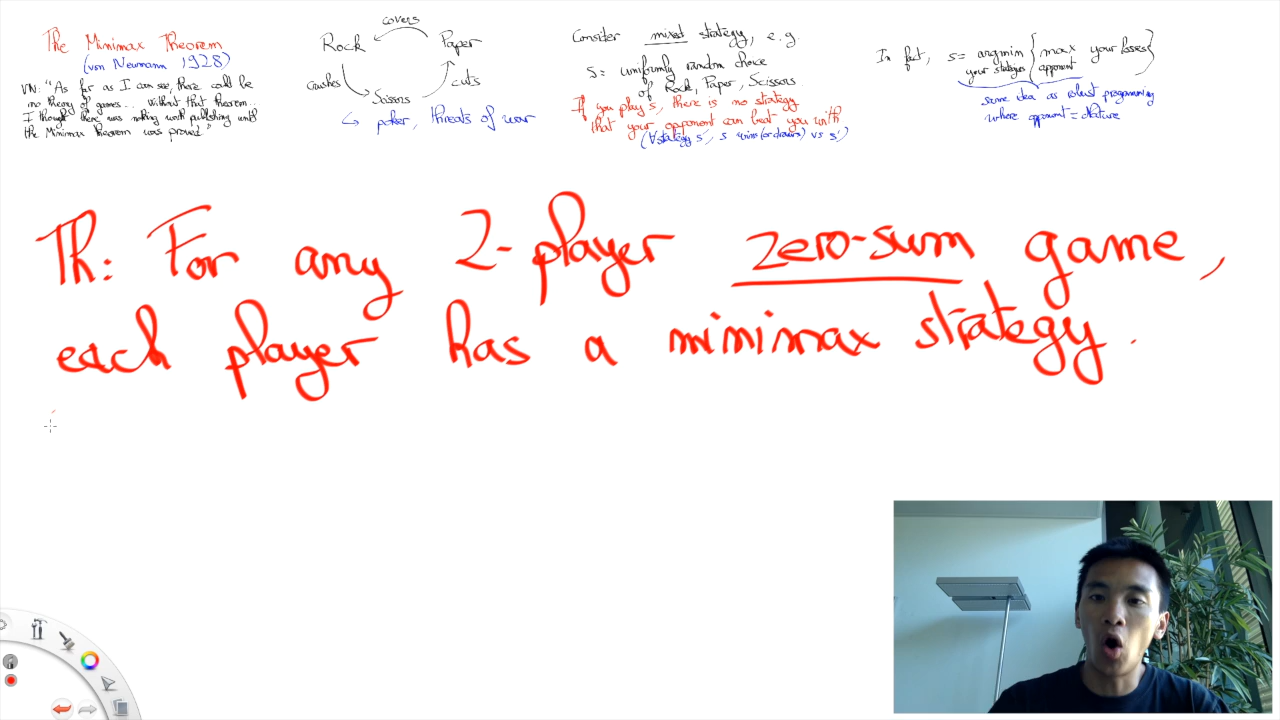 The Minimax Theorem
(von Neumann 1928)
VN: "As far as I can see, there could be
no theory of games... Without that theorem...
I thought there was nothing worth publishing until
the Minimax Theorem was proved"
covers
Rock
Paper
crushes
cuts
Scissors
↳ poker, threats of war
Consider mixed strategy, e.g.
S = uniformly random choice
of Rock, Paper, Scissors.
If you play s, there is no strategy
that your opponent can beat you with
(∀ strategy s', s wins (or draws) vs s')
In fact, s = argmin { max your losses }
your strategies opponent
same idea as robust programming
where opponent = Nature
Th: For any 2-player zero-sum game,
each player has a minimax strategy.